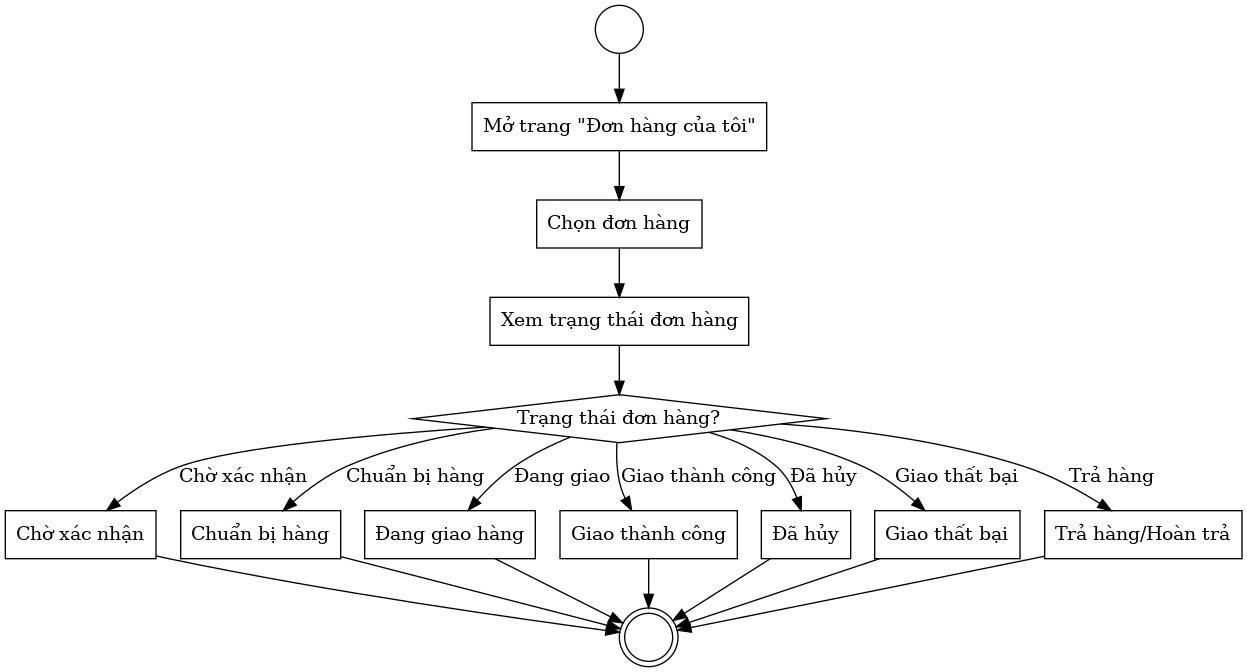 Mở trang "Đơn hàng của tôi"
Chọn đơn hàng
Xem trạng thái đơn hàng
Trạng thái đơn hàng?
Chờ xác nhận
Chuẩn bị hàng
Đang giao
Giao thành công
Đã hủy
Giao thất bại
Trả hàng
Chờ xác nhận
Chuẩn bị hàng
Đang giao hàng
Giao thành công
Đã hủy
Giao thất bại
Trả hàng/Hoàn trả